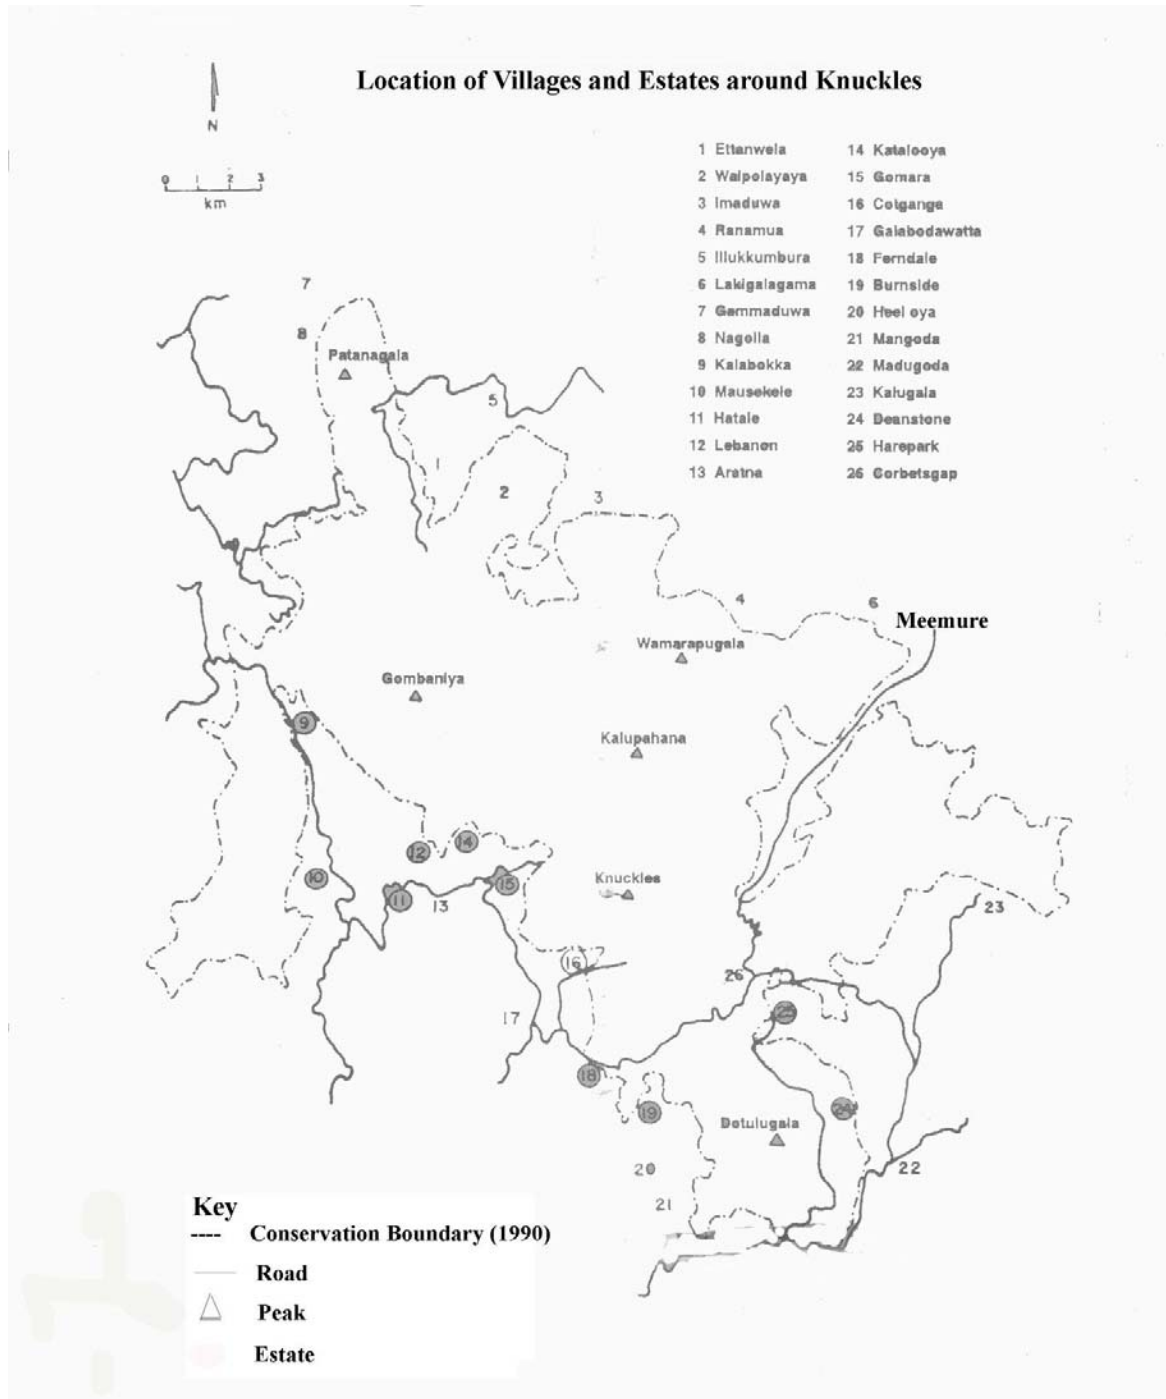 Location of Villages and Estates around Knuckles
N
0 1 2 3
km
1 Ettanwela
2 Walpolayaya
3 Imaduwa
4 Ranamua
5 Illukkumbura
6 Lakigalagama
7 Gammaduwa
8 Nagolla
9 Kalabokka
10 Mausekele
11 Hatale
12 Lebanon
13 Aratna
14 Katalooya
15 Gomara
16 Cotganga
17 Galabodawatta
18 Ferndale
19 Burnside
20 Heel oya
21 Mangoda
22 Madugoda
23 Kalugala
24 Deanstone
25 Harepark
26 Corbetsgap
7
8
Patanagala
5
1
2
3
4
6
Meemure
Wamarapugala
Gombaniya
9
Kalupahana
12
14
10
11
13
15
Knuckles
23
16
26
17
25
18
19
24
Dotulugala
20
22
21
Key
Conservation Boundary (1990)
Road
Peak
Estate